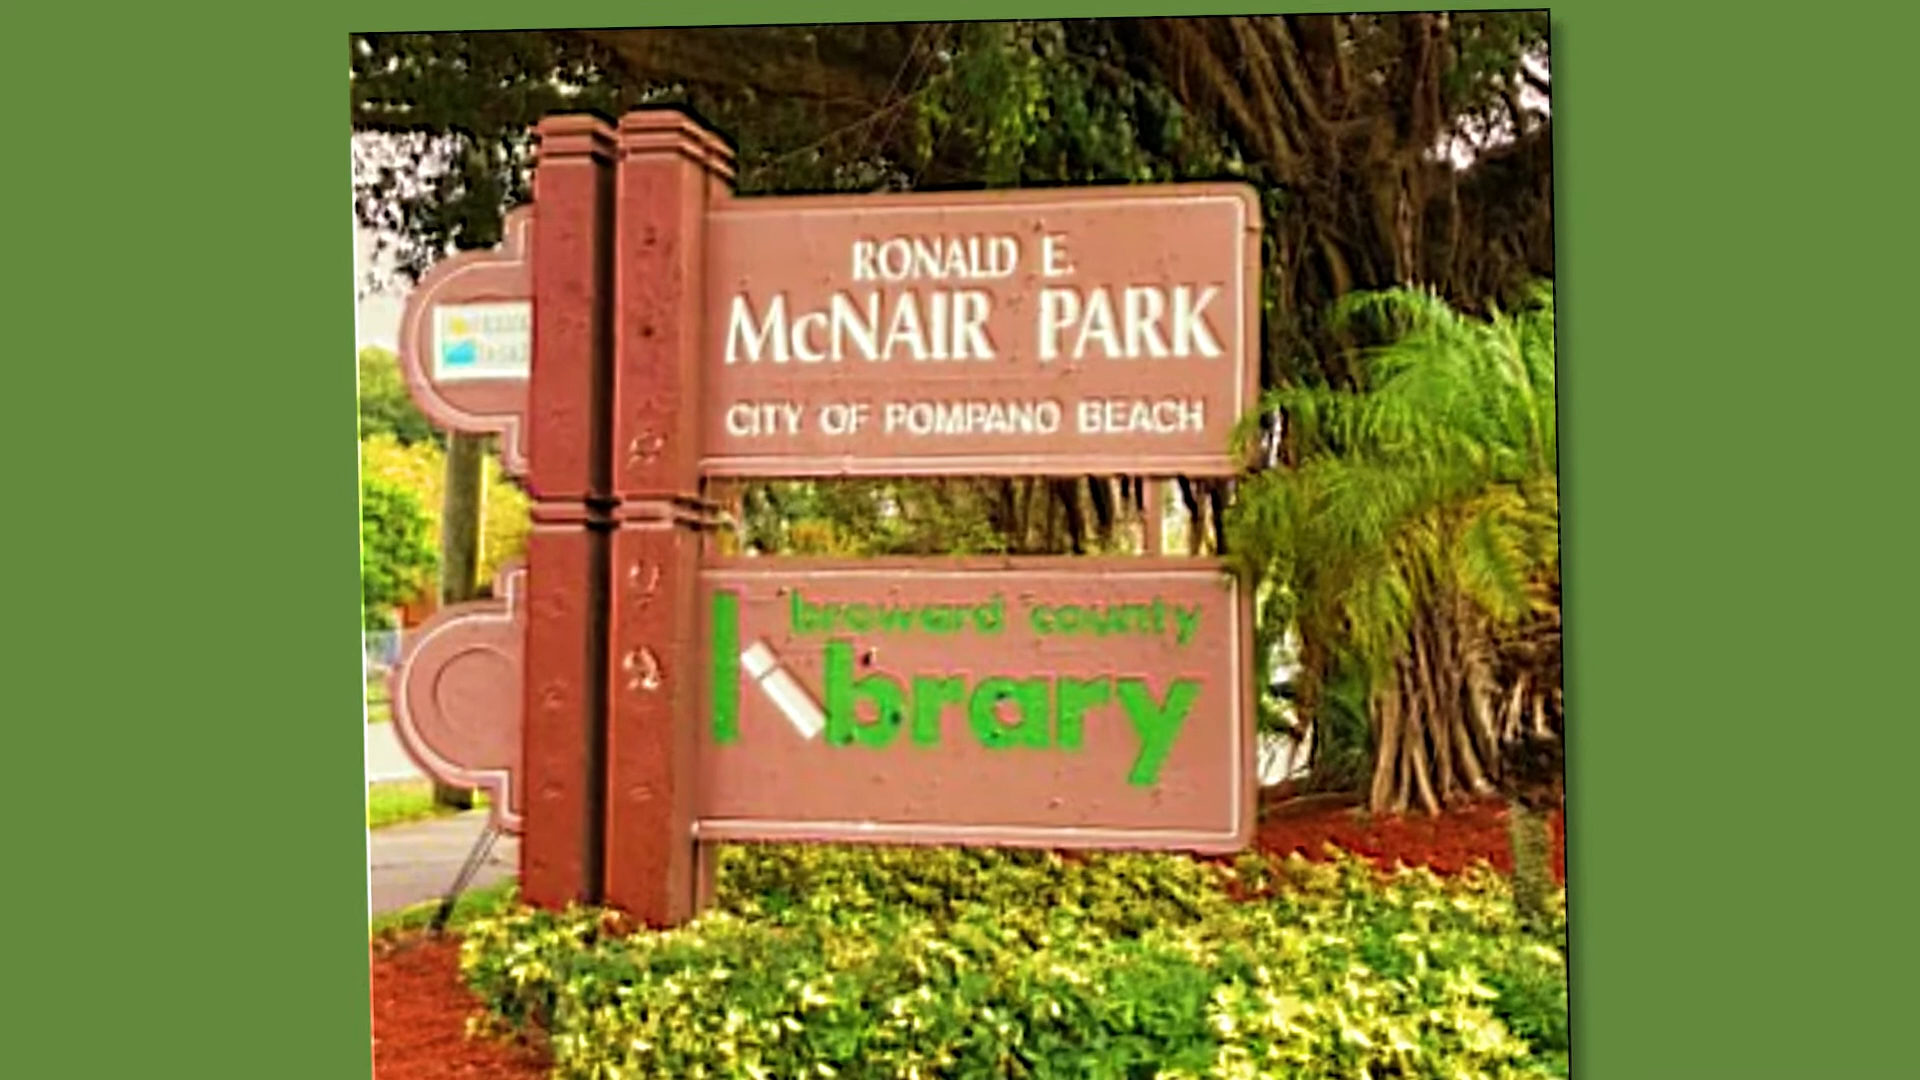 RONALD E.
McNAIR PARK
CITY OF POMPANO BEACH
broward county
library